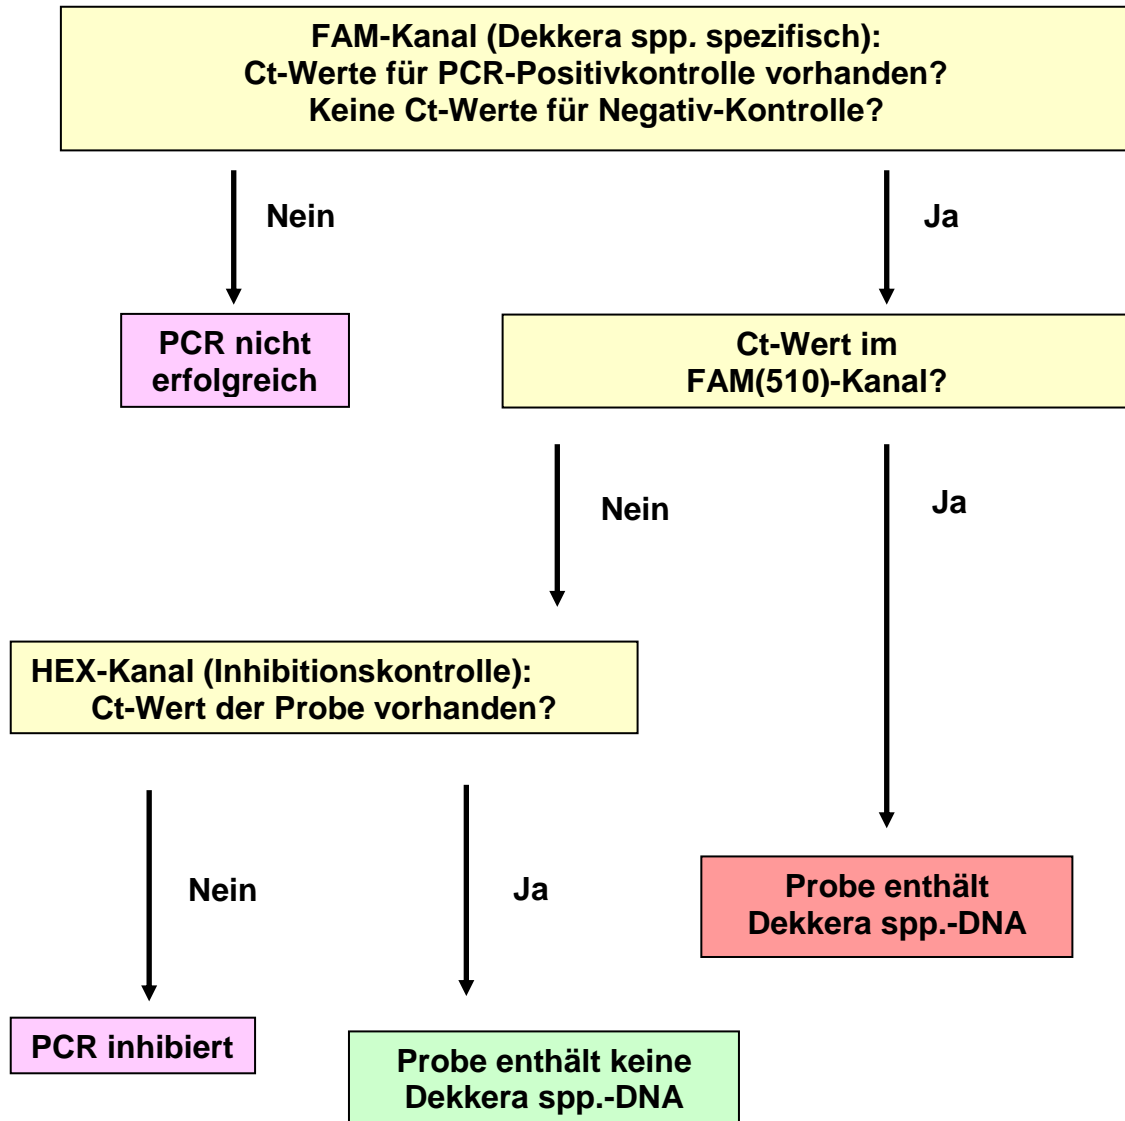 FAM-Kanal (Dekkera spp. spezifisch):
Ct-Werte für PCR-Positivkontrolle vorhanden?
Keine Ct-Werte für Negativ-Kontrolle?
Nein
Ja
PCR nicht
erfolgreich
Ct-Wert im
FAM(510)-Kanal?
Nein
Ja
HEX-Kanal (Inhibitionskontrolle):
Ct-Wert der Probe vorhanden?
Nein
Ja
Probe enthält
Dekkera spp.-DNA
PCR inhibiert
Probe enthält keine
Dekkera spp.-DNA